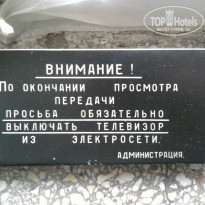 TOP Hotels
ВНИМАНИЕ !
ПО ОКОНЧАНИИ ПРОСМОТРА
ПЕРЕДАЧИ
ПРОСЬБА ОБЯЗАТЕЛЬНО
ВЫКЛЮЧАТЬ ТЕЛЕВИЗОР
ИЗ ЭЛЕКТРОСЕТИ.
АДМИНИСТРАЦИЯ.